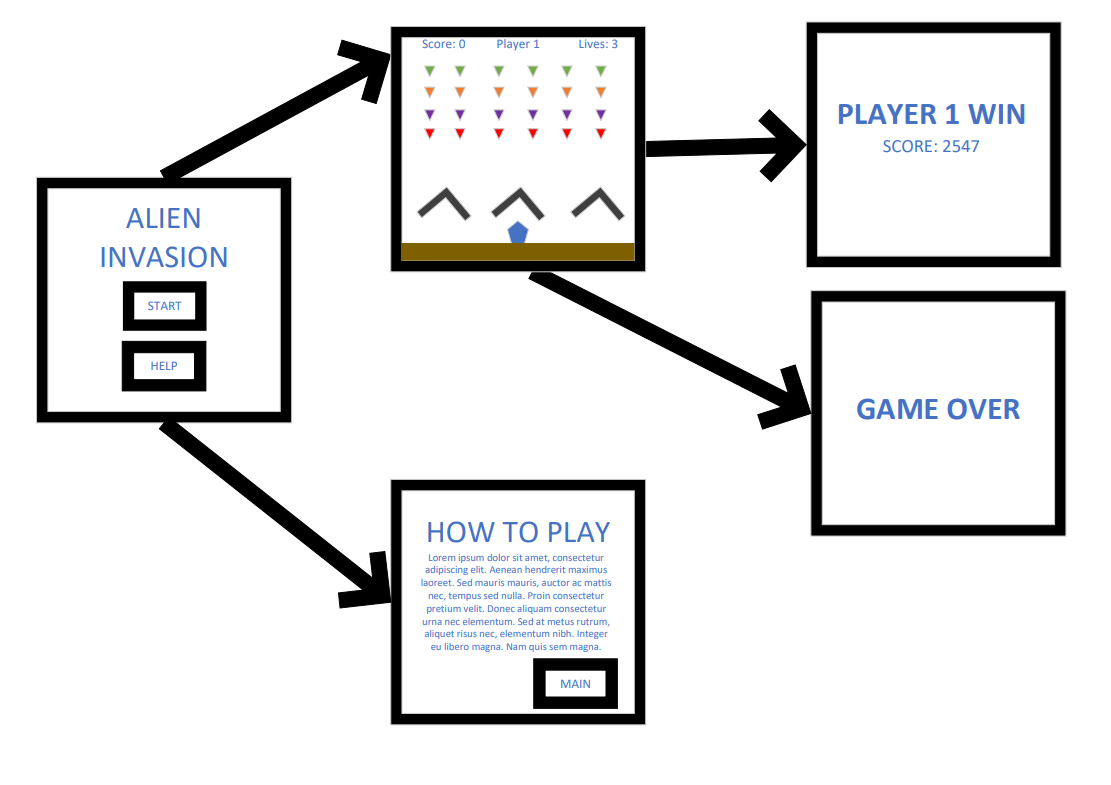 ALIEN
INVASION
START
HELP
Score: 0 Player 1 Lives: 3
PLAYER 1 WIN
SCORE: 2547
GAME OVER
HOW TO PLAY
Lorem ipsum dolor sit amet, consectetur
adipiscing elit. Aenean hendrerit maximus
laoreet. Sed mauris mauris, auctor ac mattis
nec, tempus sed nulla. Proin consectetur
pretium velit. Donec aliquam consectetur
urna nec elementum. Sed at metus rutrum,
aliquet risus nec, elementum nibh. Integer
eu libero magna. Nam quis sem magna.
MAIN